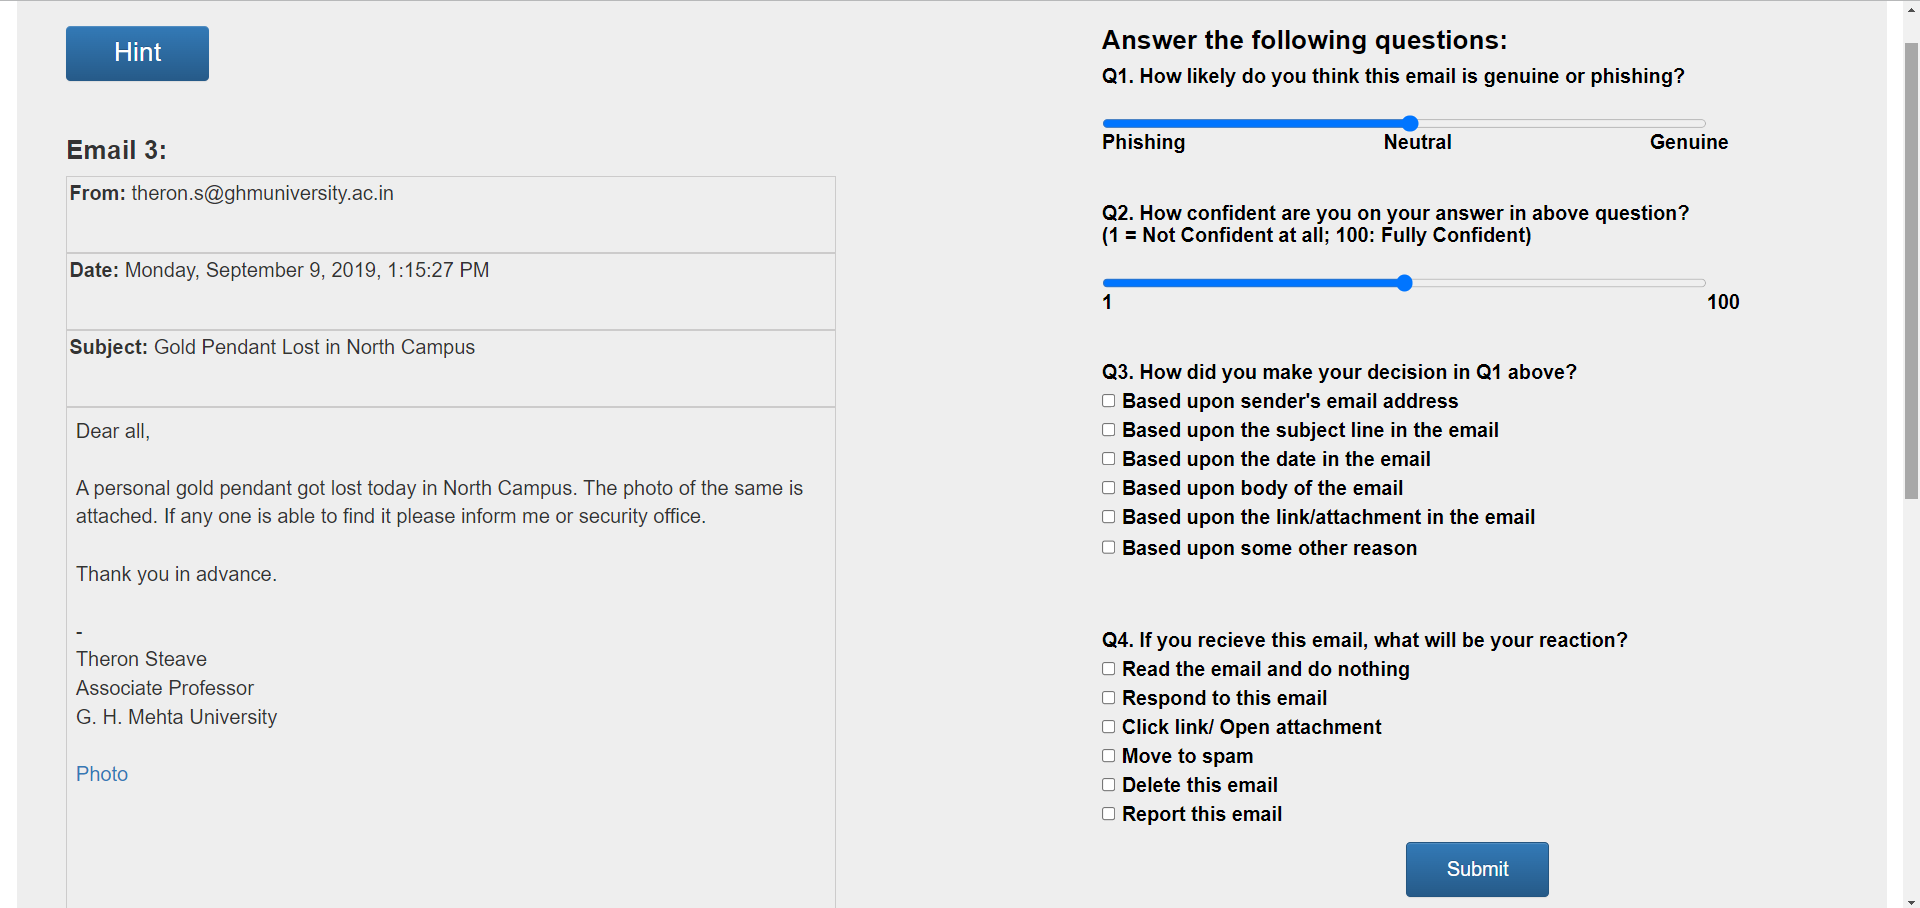 Hint
Email 3:
From: theron.s@ghmuniversity.ac.in
Date: Monday, September 9, 2019, 1:15:27 PM
Subject: Gold Pendant Lost in North Campus
Dear all,
A personal gold pendant got lost today in North Campus. The photo of the same is
attached. If any one is able to find it please inform me or security office.
Thank you in advance.
-
Theron Steave
Associate Professor
G. H. Mehta University
Photo
Answer the following questions:
Q1. How likely do you think this email is genuine or phishing?
Phishing Neutral Genuine
Q2. How confident are you on your answer in above question?
(1 = Not Confident at all; 100: Fully Confident)
1 100
Q3. How did you make your decision in Q1 above?
Based upon sender's email address
Based upon the subject line in the email
Based upon the date in the email
Based upon body of the email
Based upon the link/attachment in the email
Based upon some other reason
Q4. If you recieve this email, what will be your reaction?
Read the email and do nothing
Respond to this email
Click link/ Open attachment
Move to spam
Delete this email
Report this email
Submit